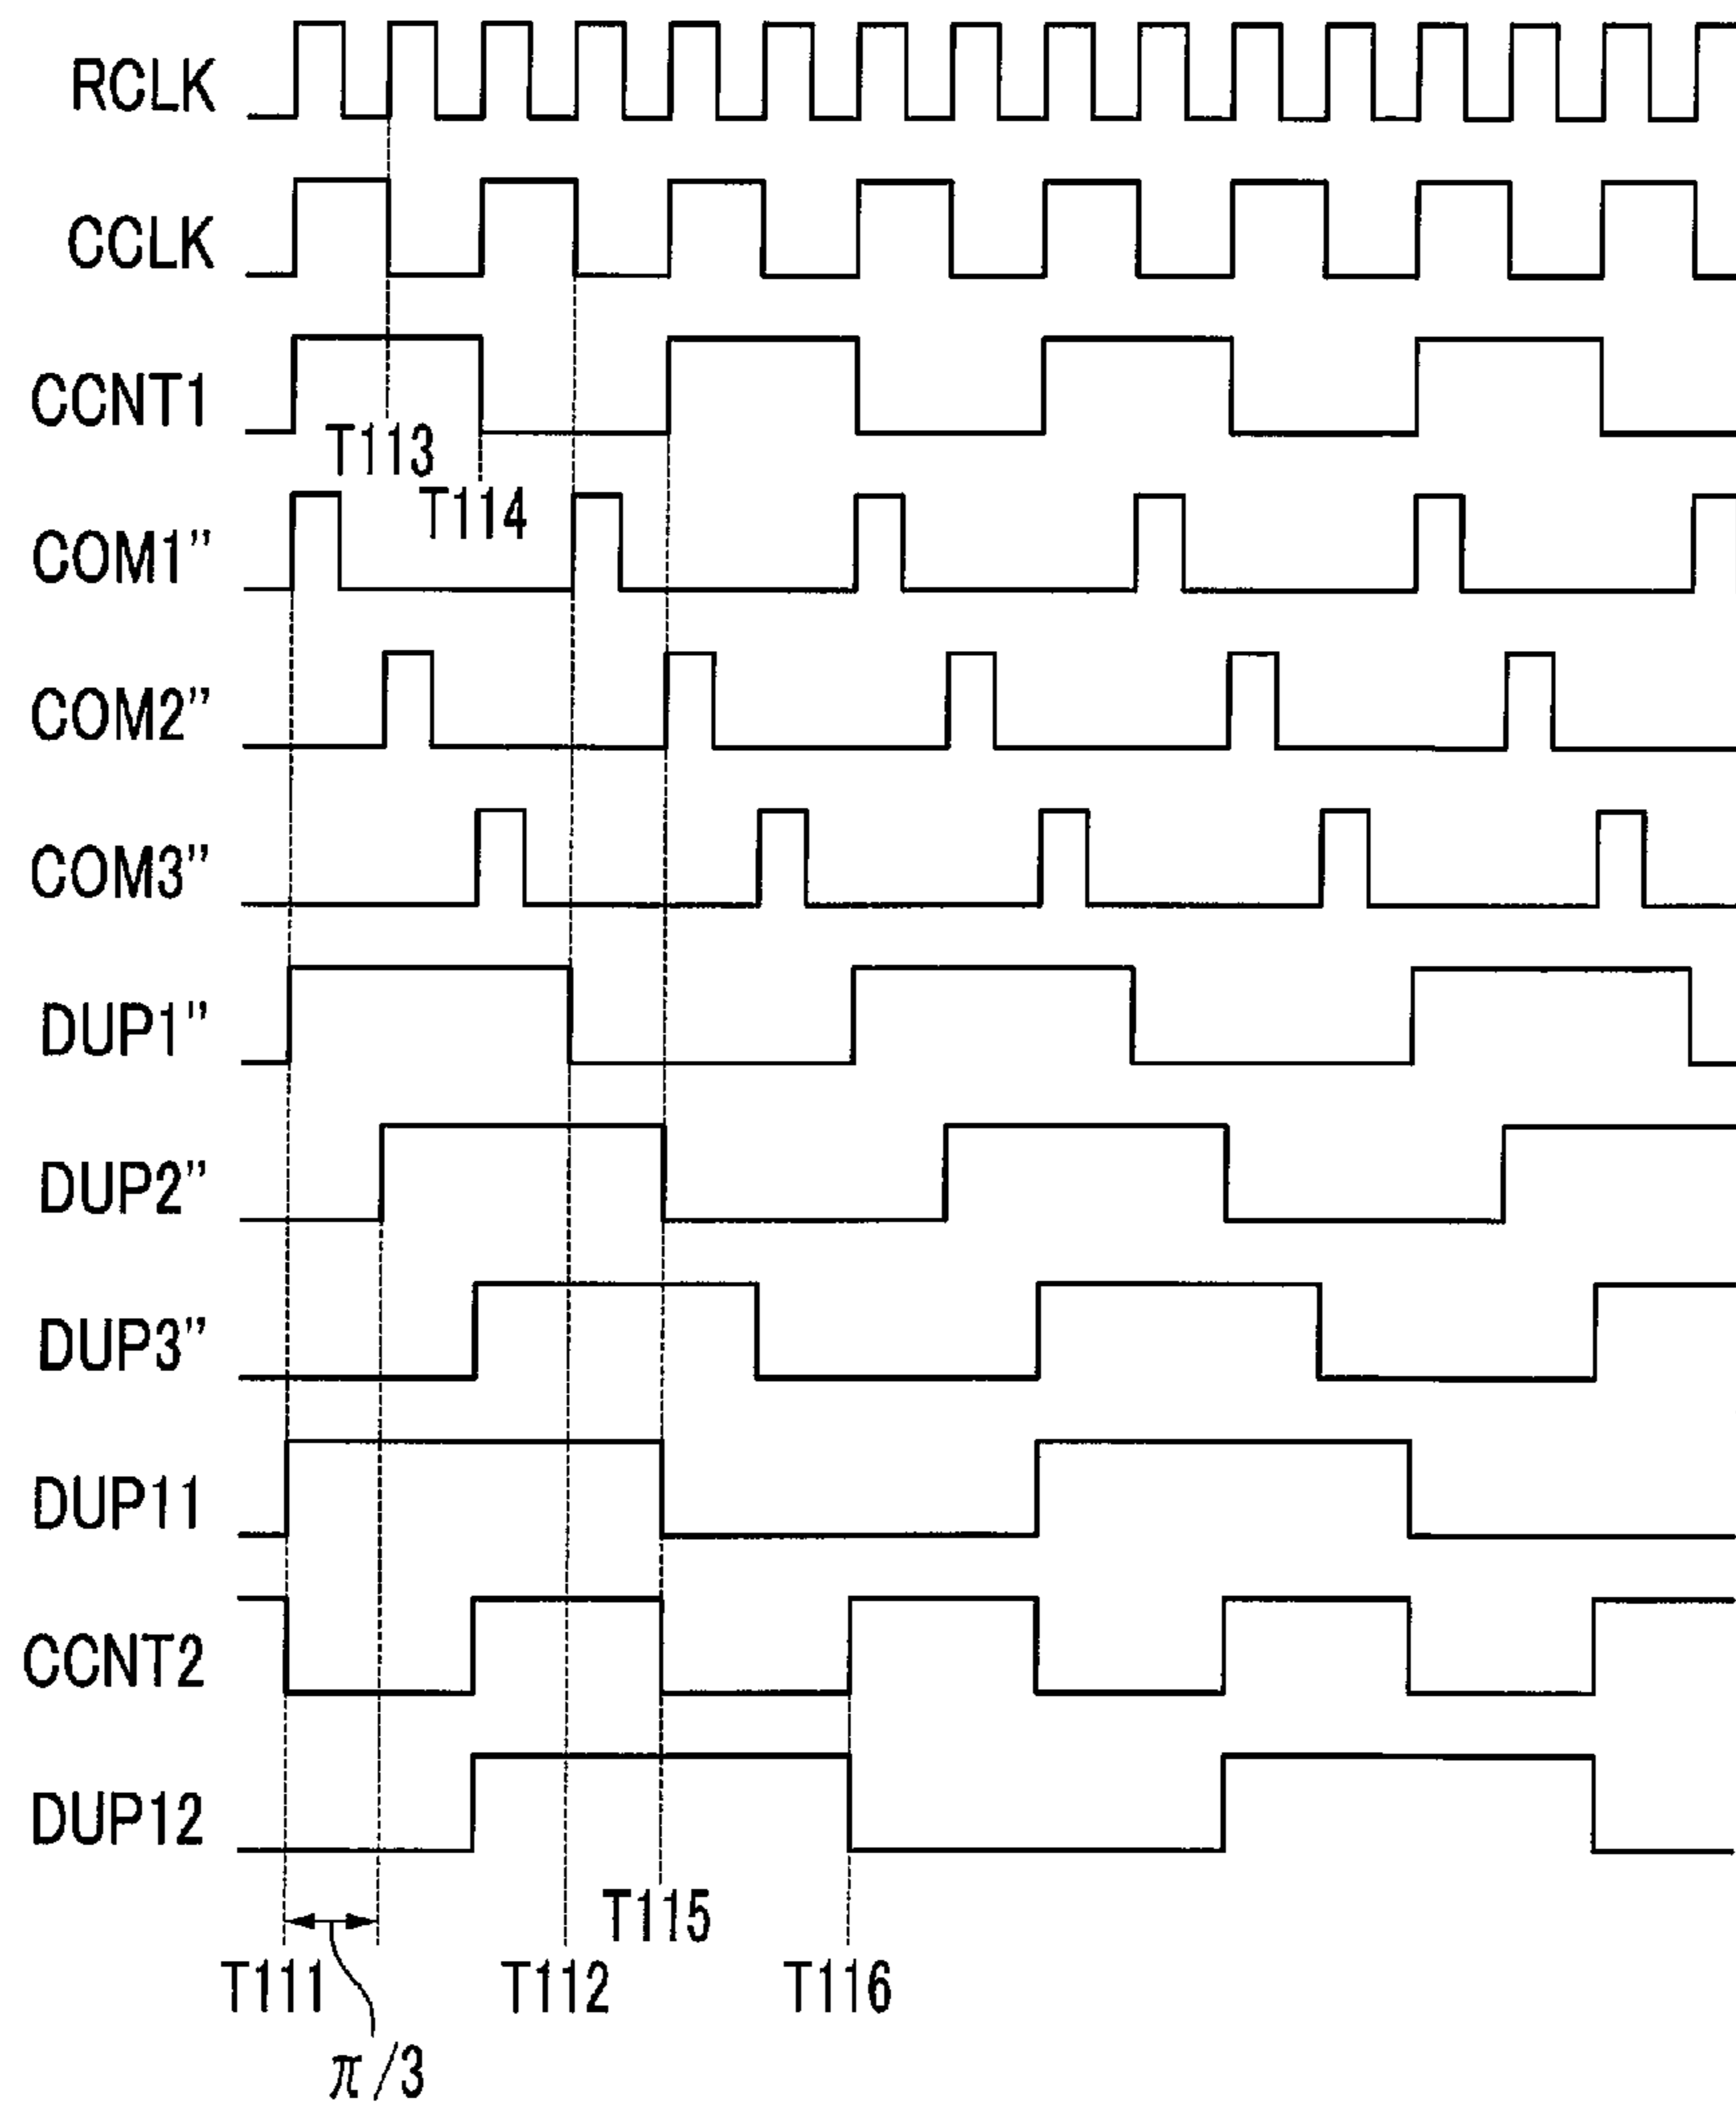 RCLK
CCLK
CCNT1
T113
T114
COM1”
COM2”
COM3”
DUP1”
DUP2”
DUP3”
DUP11
CCNT2
DUP12
T115
T111
T112
T116
π/3